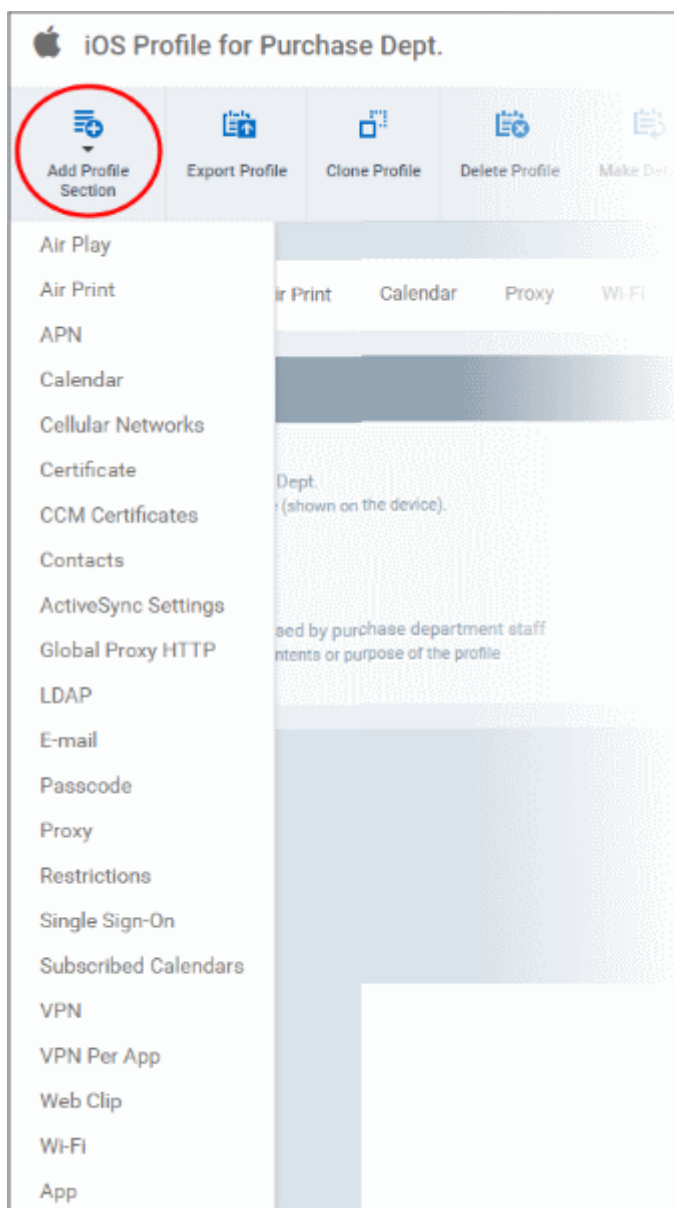 iOS Profile for Purchase Dept.
Add Profile
Section
Export Profile
Clone Profile
Delete Profile
Make
Air Play
Air Print
ir Print Calendar Proxy Wi-Fi
APN
Calendar
Cellular Networks
Certificate
Dept.
(shown on the device).
CCM Certificates
Contacts
ActiveSync Settings
sed by purchase department staff
Global Proxy HTTP
ntents or purpose of the profile
LDAP
E-mail
Passcode
Proxy
Restrictions
Single Sign-On
Subscribed Calendars
VPN
VPN Per App
Web Clip
Wi-Fi
App